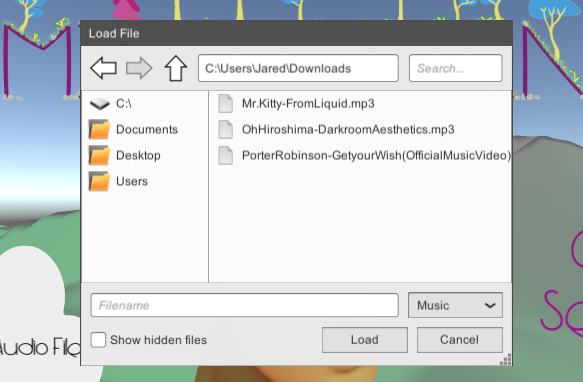 Load File
C:\Users\Jared\Downloads
Search...
C:\
Documents
Desktop
Users
Mr.Kitty-FromLiquid.mp3
OhHiroshima-DarkroomAesthetics.mp3
PorterRobinson-GetyourWish(OfficialMusicVideo)
Filename
Music
Show hidden files
Load
Cancel
Audio File